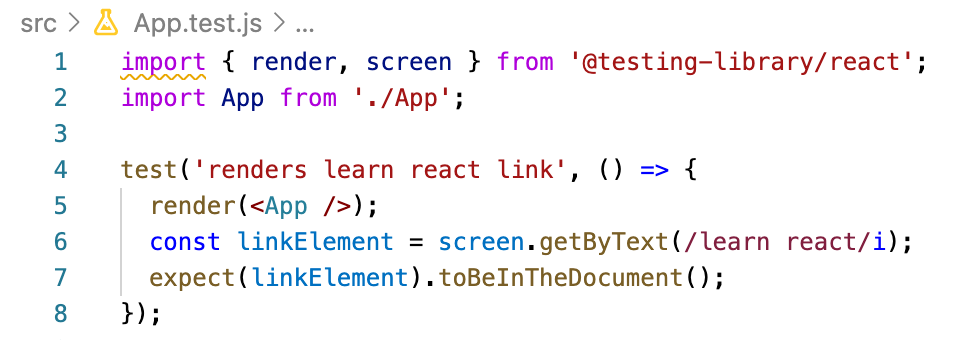 src > App.test.js > ...
1 import { render, screen } from '@testing-library/react';
2 import App from './App';
3
4 test('renders learn react link', () => {
5   render(<App />);
6   const linkElement = screen.getByText(/learn react/i);
7   expect(linkElement).toBeInTheDocument();
8 });